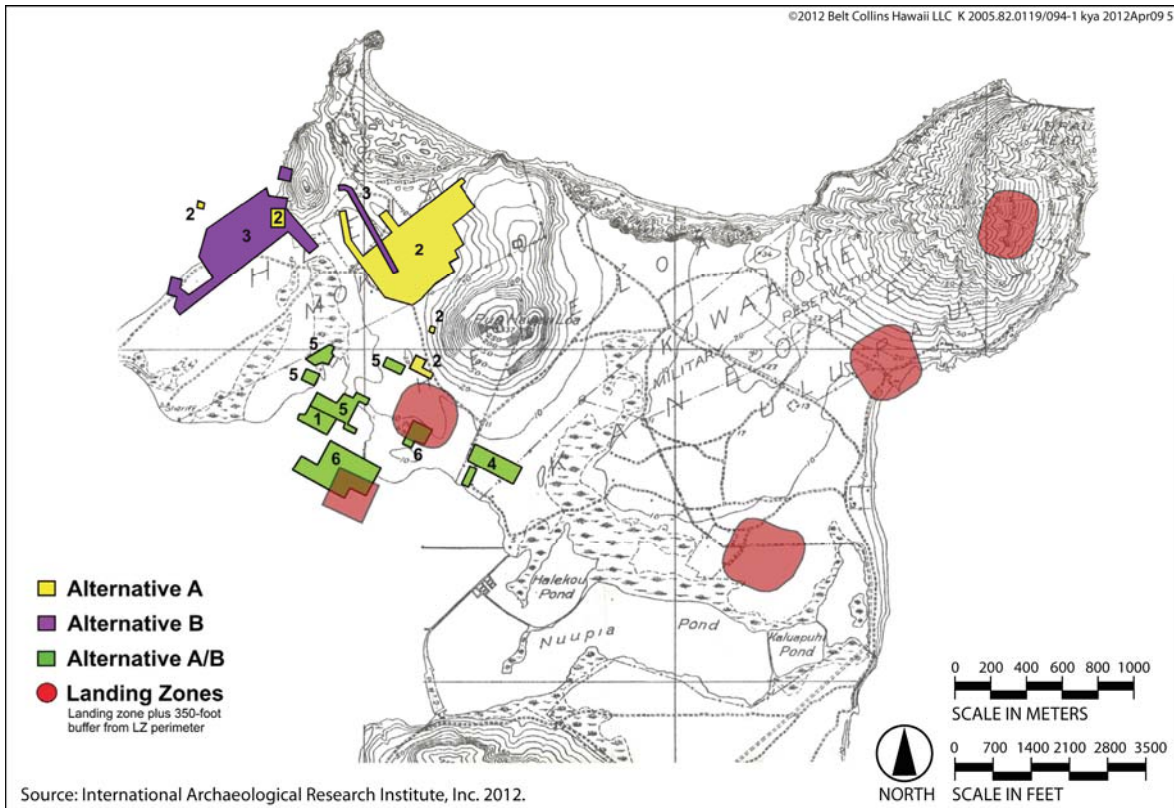 ©2012 Belt Collins Hawaii LLC K 2005.82.0119/094-1 kya 2012Apr09 5
2
2
3
3
2
2
2
5
5
5
5
1
6
6
4
KUWAAOHE
MILITARY RESERVATION
Halekou
Pond
Nuupia Pond
Kaluapuhi
Pond
Alternative A
Alternative B
Alternative A/B
Landing Zones
Landing zone plus 350-foot
buffer from LZ perimeter
0 200 400 600 800 1000
SCALE IN METERS
0 700 1400 2100 2800 3500
SCALE IN FEET
NORTH
Source: International Archaeological Research Institute, Inc. 2012.